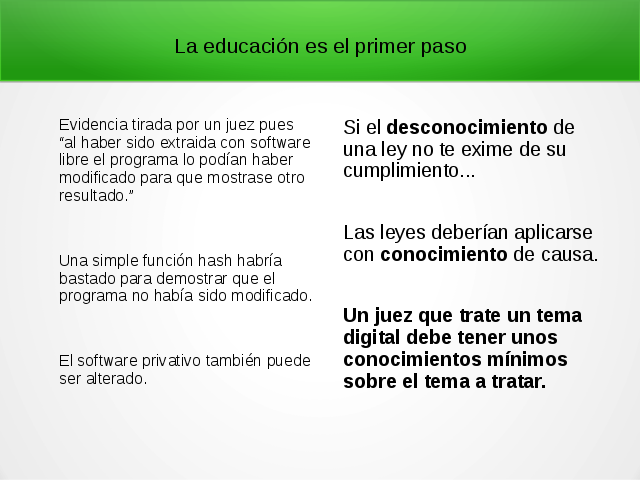 La educación es el primer paso
Evidencia tirada por un juez pues
“al haber sido extraida con software
libre el programa lo podían haber
modificado para que mostrase otro
resultado.”
Una simple función hash habría
bastado para demostrar que el
programa no había sido modificado.
El software privativo también puede
ser alterado.
Si el desconocimiento de
una ley no te exime de su
cumplimiento...
Las leyes deberían aplicarse
con conocimiento de causa.
Un juez que trate un tema
digital debe tener unos
conocimientos mínimos
sobre el tema a tratar.